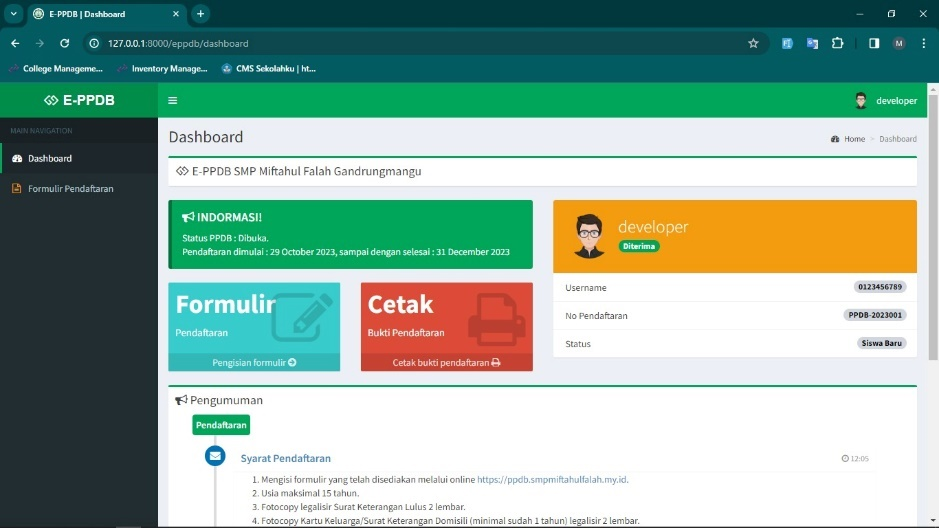 E-PPDB | Dashboard
127.0.0.1:8000/eppdb/dashboard
M
College Manageme...
Inventory Manage...
CMS Sekolahku | ht...
E-PPDB
developer
MAIN NAVIGATION
Dashboard
Formulir Pendaftaran
Dashboard
Home > Dashboard
E-PPDB SMP Miftahul Falah Gandrungmangu
INDORMASI!
Status PPDB : Dibuka.
Pendaftaran dimulai : 29 October 2023, sampai dengan selesai : 31 December 2023
developer
Diterima
Username 0123456789
No Pendaftaran PPDB-2023001
Status Siswa Baru
Formulir
Pendaftaran
Pengisian formulir
Cetak
Bukti Pendaftaran
Cetak bukti pendaftaran
Pengumuman
Pendaftaran
Syarat Pendaftaran
12:05
1. Mengisi formulir yang telah disediakan melalui online https://ppdb.smpmiftahulfalah.my.id.
2. Usia maksimal 15 tahun.
3. Fotocopy legalisir Surat Keterangan Lulus 2 lembar.
4. Fotocopy Kartu Keluarga/Surat Keterangan Domisili (minimal sudah 1 tahun) legalisir 2 lembar.